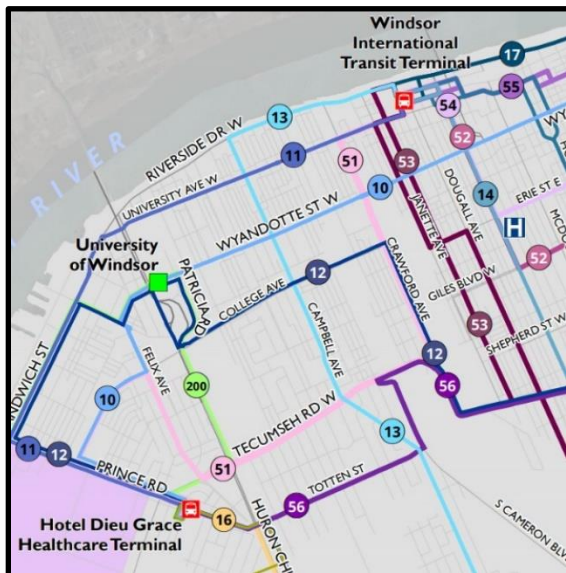 Windsor
International
Transit Terminal
17
55
54
52
WY
13
RIVERSIDE DR W
11
UNIVERSITY AVE W
51
53
10
WYANDOTTE ST W
JANETTE AVE
DOUGALL AVE
14
ERIE ST E
H
RIVER
University
of Windsor
PATRICIA RD
12
COLLEGE AVE
CRAWFORD AVE
GILES BLVD W
52
MCDO
CAMPBELL AVE
53
SHEPHERD ST W
12
56
NDWICH ST
FELIX AVE
10
200
TECUMSEH RD W
13
11
12
PRINCE RD
51
TOTTEN ST
56
16
Hotel Dieu Grace
Healthcare Terminal
HURON CH
S CAMERON BLV